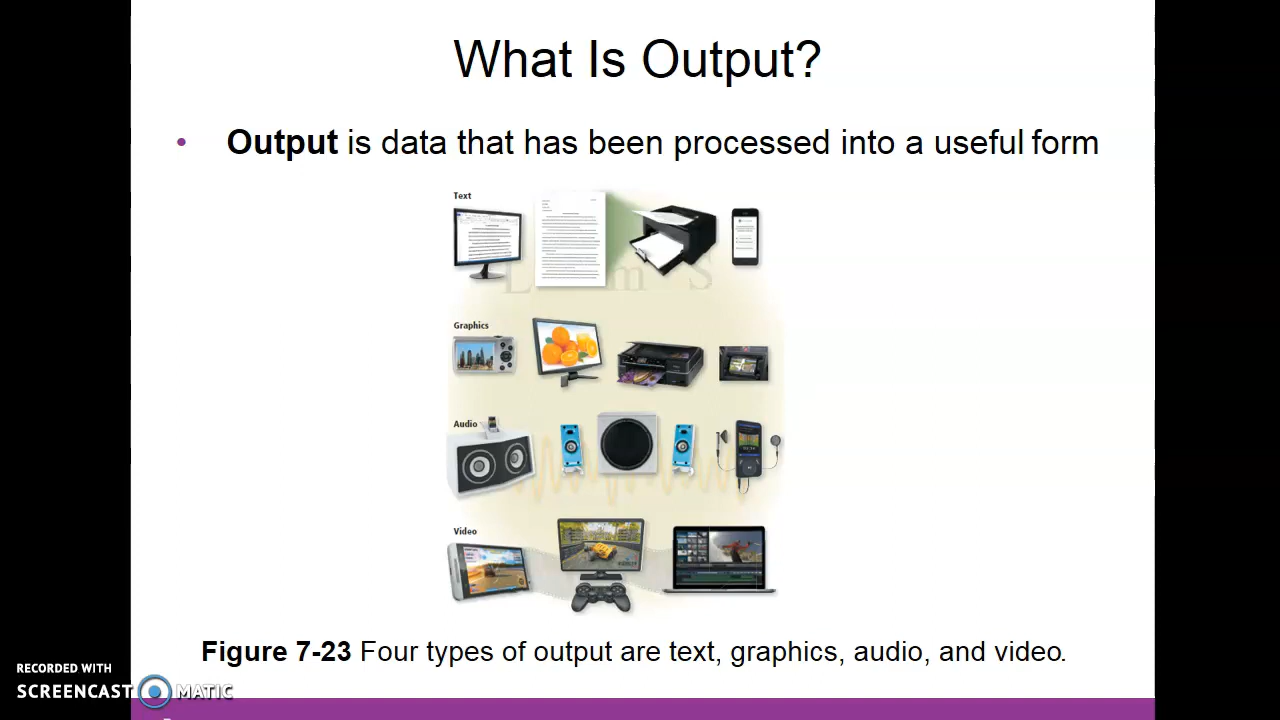 What Is Output?
• Output is data that has been processed into a useful form
Text
Graphics
Audio
Video
Figure 7-23 Four types of output are text, graphics, audio, and video.
RECORDED WITH
SCREENCAST MATIC